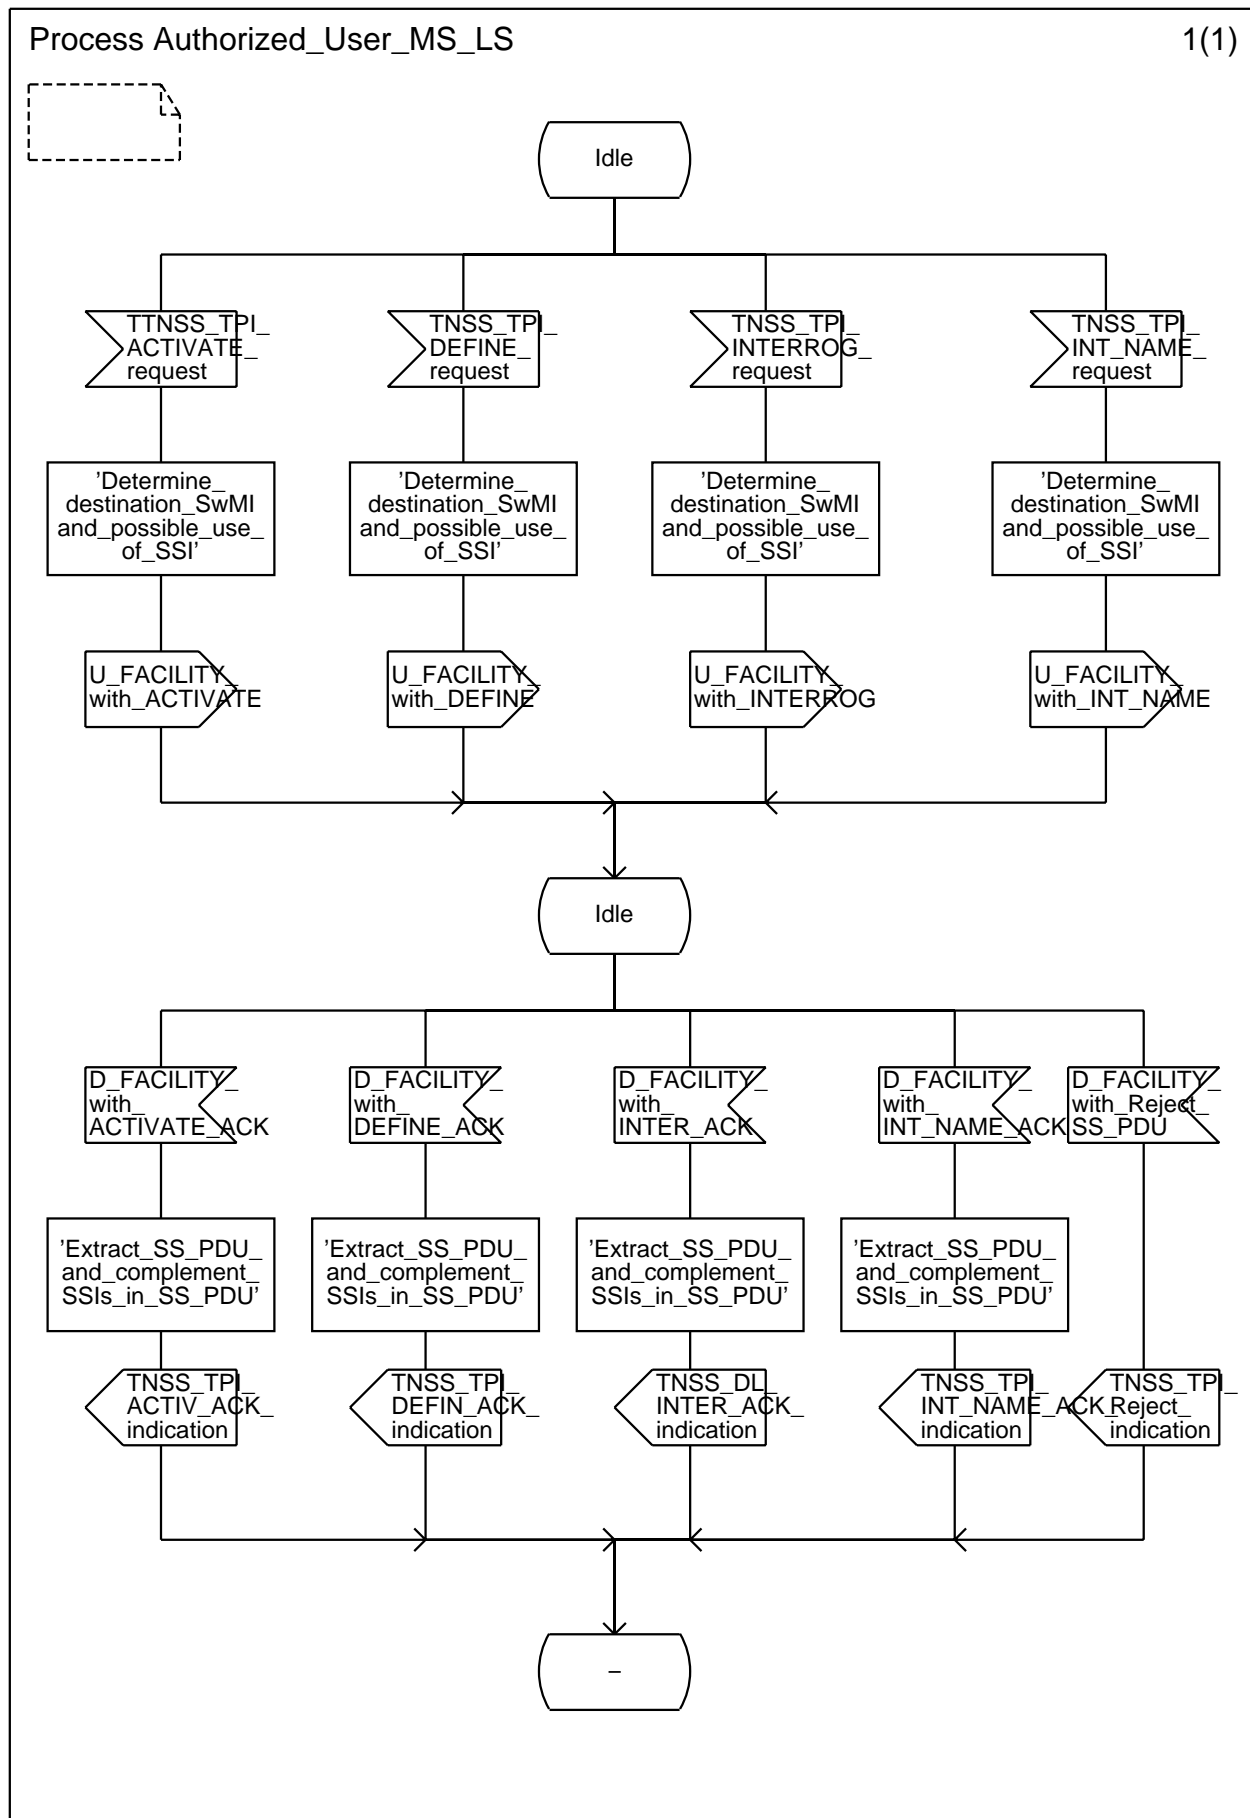 Process Authorized_User_MS_LS
1(1)
Idle
TTNSS_TPI_
ACTIVATE_
request
TNSS_TPI_
DEFINE_
request
TNSS_TPI_
INTERROG_
request
TNSS_TPI_
INT_NAME_
request
'Determine_
destination_SwMI
and_possible_use_
of_SSI'
'Determine_
destination_SwMI
and_possible_use_
of_SSI'
'Determine_
destination_SwMI
and_possible_use_
of_SSI'
'Determine_
destination_SwMI
and_possible_use_
of_SSI'
U_FACILITY_
with_ACTIVATE
U_FACILITY_
with_DEFINE
U_FACILITY_
with_INTERROG
U_FACILITY_
with_INT_NAME
Idle
D_FACILITY_
with_
ACTIVATE_ACK
D_FACILITY_
with_
DEFINE_ACK
D_FACILITY_
with_
INTER_ACK
D_FACILITY_
with_
INT_NAME_ACK
D_FACILITY_
with_Reject_
SS_PDU
'Extract_SS_PDU_
and_complement_
SSIs_in_SS_PDU'
'Extract_SS_PDU_
and_complement_
SSIs_in_SS_PDU'
'Extract_SS_PDU_
and_complement_
SSIs_in_SS_PDU'
'Extract_SS_PDU_
and_complement_
SSIs_in_SS_PDU'
TNSS_TPI_
ACTIV_ACK_
indication
TNSS_TPI_
DEFIN_ACK_
indication
TNSS_DL_
INTER_ACK_
indication
TNSS_TPI_
INT_NAME_ACK_
indication
TNSS_TPI_
Reject_
indication
–